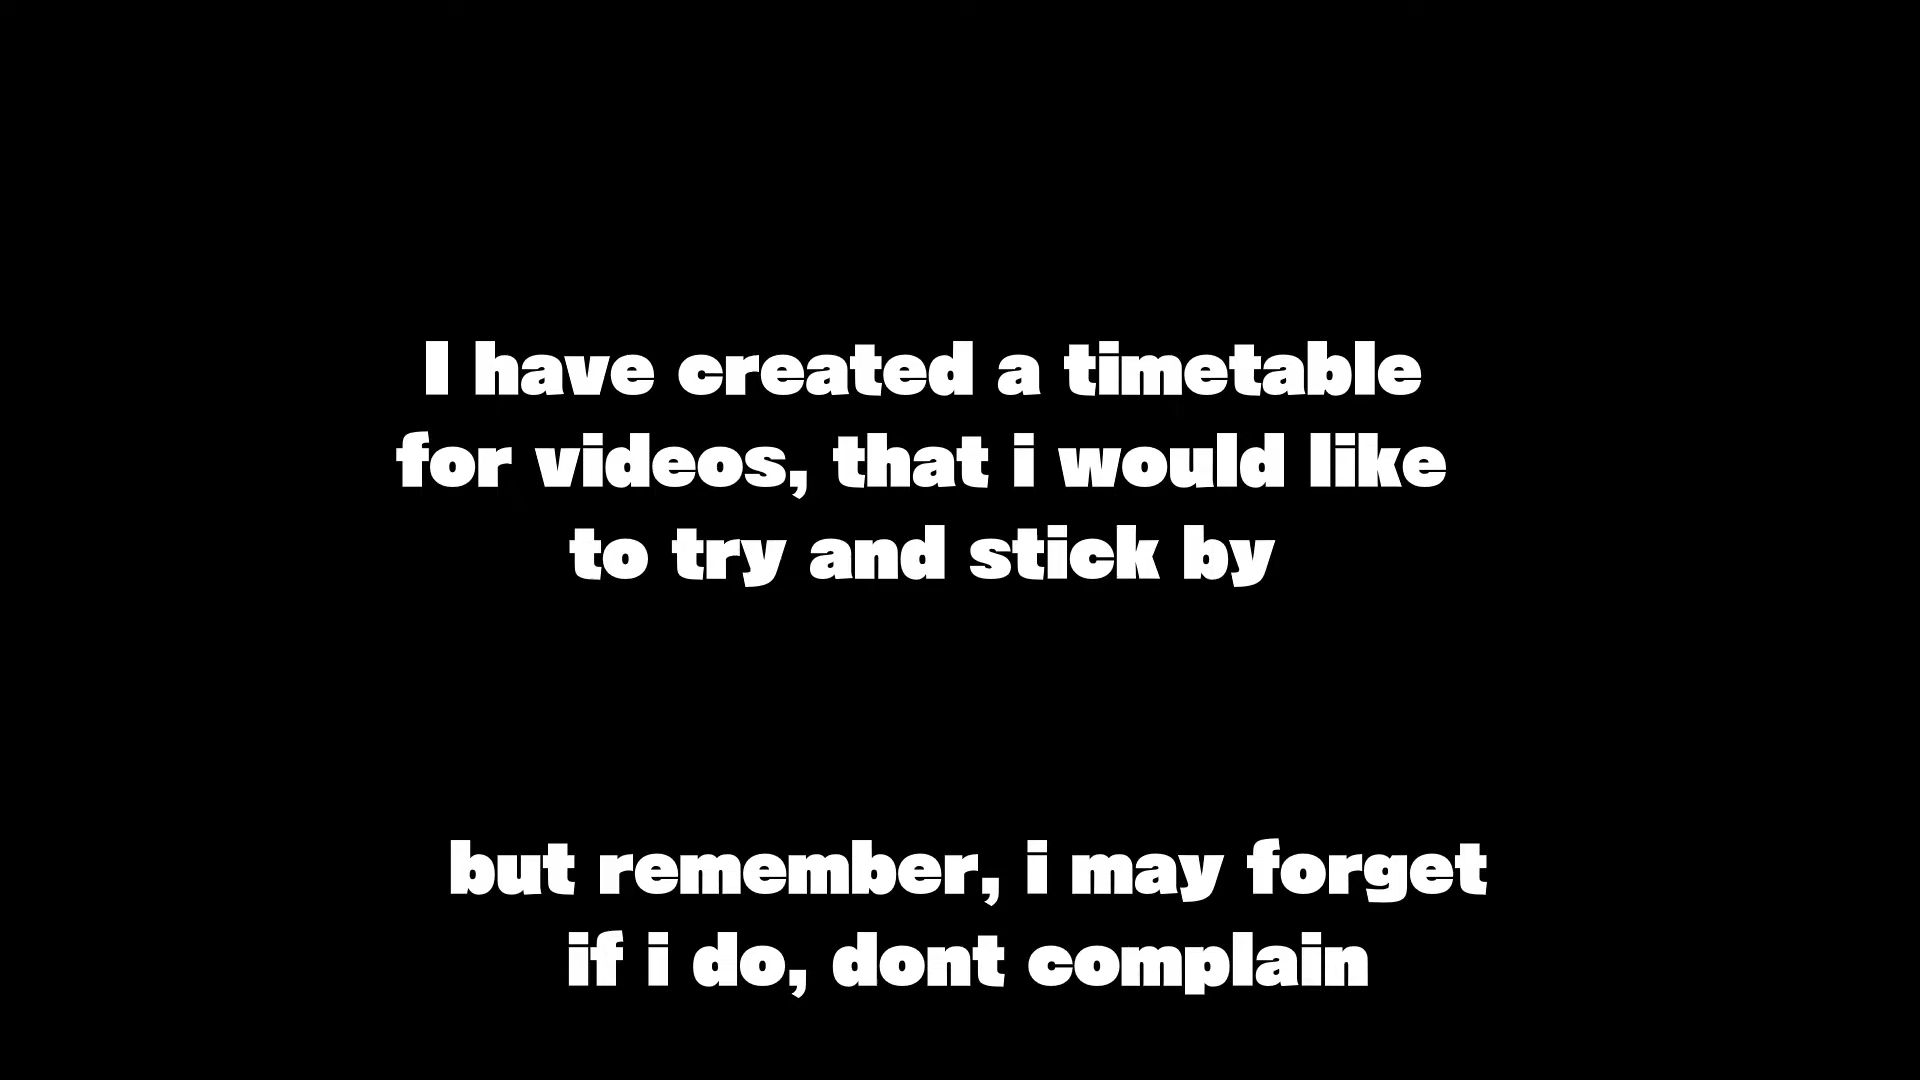 I have created a timetable
for videos, that i would like
to try and stick by
but remember, i may forget
if i do, dont complain